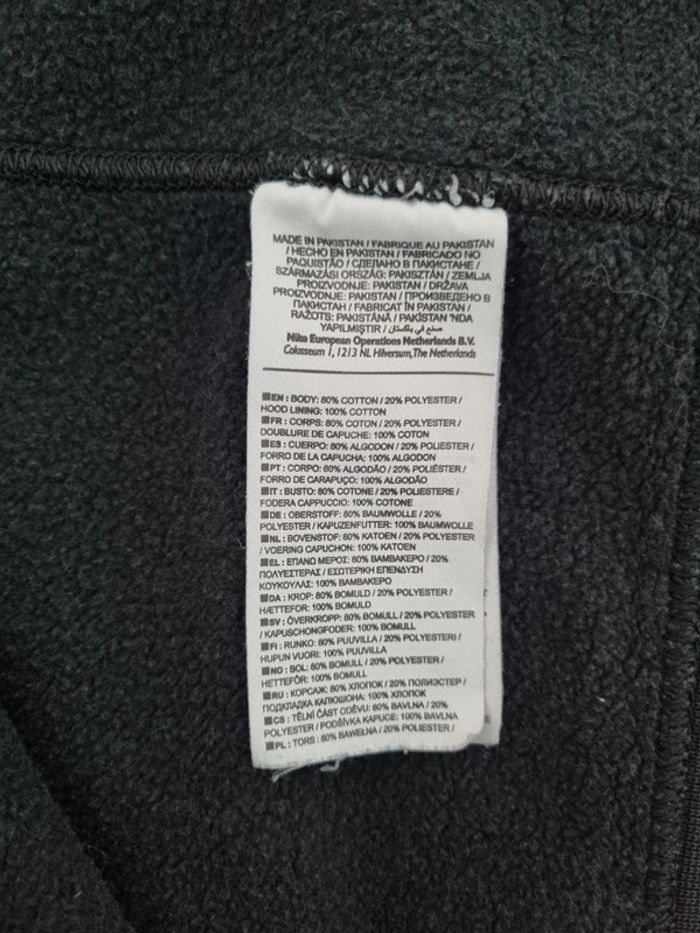 MADE IN PAKISTAN / FABRIQUE AU PAKISTAN
/ HECHO EN PAKISTAN / FABRICADO NO
PAQUISTÃO / СДЕЛАНО В ПАКИСТАНЕ /
SZÁRMAZÁSI ORSZÁG: PAKISZTÁN / ZEMLJA
PROIZVODNJE: PAKISTAN / DRŽAVA
PROIZVODNJE: PAKISTAN / ПРОИЗВЕДЕНО В
ПАКИСТАН / FABRICAT ÎN PAKISTAN /
RAŽOTS: PAKISTĀNĀ / PAKİSTAN 'NDA
YAPILMIŞTIR / صنع في باكستان
Nike European Operations Netherlands B.V.
Colosseum 1, 1213 NL Hilversum, The Netherlands
EN : BODY: 80% COTTON / 20% POLYESTER /
HOOD LINING: 100% COTTON
FR : CORPS: 80% COTON / 20% POLYESTER /
DOUBLURE DE CAPUCHE: 100% COTON
ES : CUERPO: 80% ALGODON / 20% POLIESTER /
FORRO DE LA CAPUCHA: 100% ALGODON
PT : CORPO: 80% ALGODÃO / 20% POLIÉSTER /
FORRO DE CARAPUÇO: 100% ALGODÃO
IT : BUSTO: 80% COTONE / 20% POLIESTERE /
FODERA CAPPUCCIO: 100% COTONE
DE : OBERSTOFF: 80% BAUMWOLLE / 20%
POLYESTER / KAPUZENFUTTER: 100% BAUMWOLLE
NL : BOVENSTOF: 80% KATOEN / 20% POLYESTER
/ VOERING CAPUCHON: 100% KATOEN
EL : ΕΠΑΝΩ ΜΕΡΟΣ: 80% ΒΑΜΒΑΚΕΡΟ / 20%
ΠΟΛΥΕΣΤΕΡΑΣ / ΕΣΩΤΕΡΙΚΗ ΕΠΕΝΔΥΣΗ
ΚΟΥΚΟΥΛΑΣ: 100% ΒΑΜΒΑΚΕΡΟ
DA : KROP: 80% BOMULD / 20% POLYESTER /
HÆTTEFOR: 100% BOMULD
SV : ÖVERKROPP: 80% BOMULL / 20% POLYESTER
/ KAPUSCHONGFODER: 100% BOMULL
FI : RUNKO: 80% PUUVILLA / 20% POLYESTERI /
HUPUN VUORI: 100% PUUVILLA
NO : BOL: 80% BOMULL / 20% POLYESTER /
HETTEFÔR: 100% BOMULL
RU : КОРСАЖ: 80% ХЛОПОК / 20% ПОЛИЭСТЕР /
ПОДКЛАДКА КАПЮШОНА: 100% ХЛОПОК
CS : TĚLNÍ ČÁST ODĚVU: 80% BAVLNA / 20%
POLYESTER / PODŠÍVKA KAPUCE: 100% BAVLNA
PL : TORS : 80% BAWEŁNA / 20% POLIESTER /